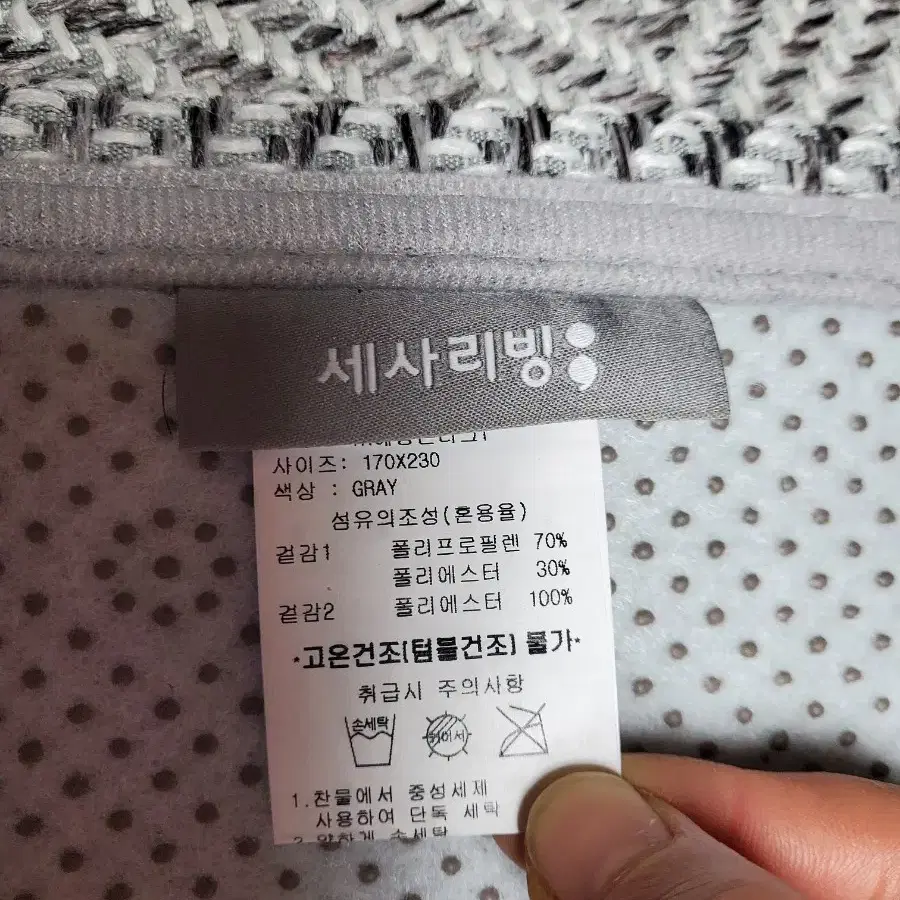 세사리빙
사이즈: 170X230
색상 : GRAY
섬유의조성(혼용율)
겉감1 폴리프로필렌 70%
폴리에스터 30%
겉감2 폴리에스터 100%
*고온건조(텀블건조) 불가*
취급시 주의사항
손세탁
1.찬물에서 중성세제
사용하여 단독 세탁
손세탁